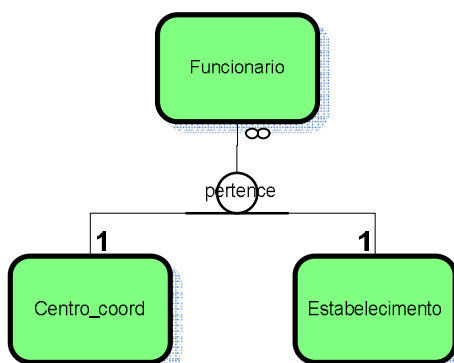 Funcionario
∞
pertence
1
1
Centro_coord
Estabelecimento